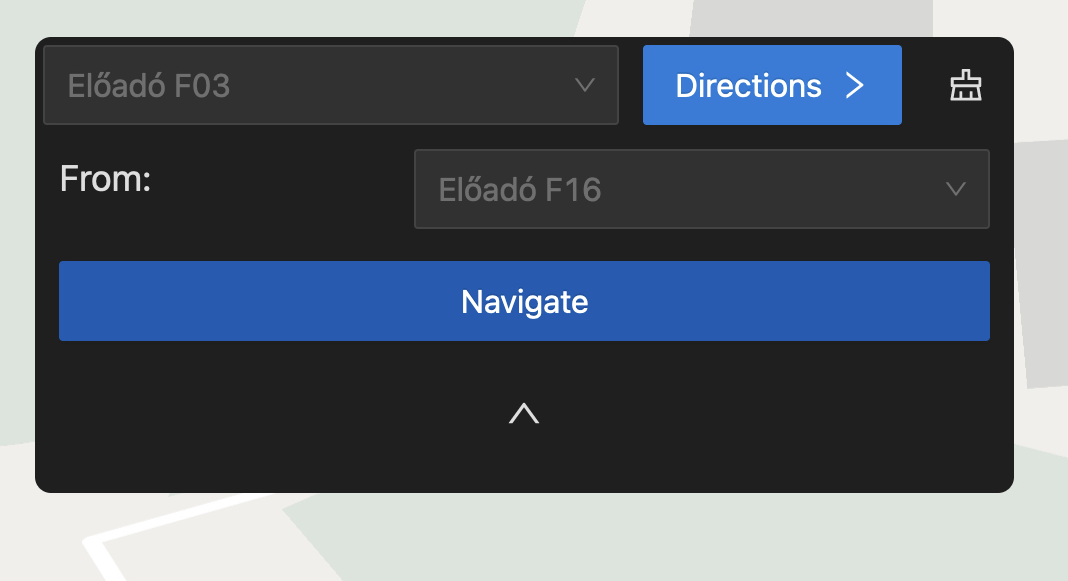 Előadó F03
Directions
From:
Előadó F16
Navigate